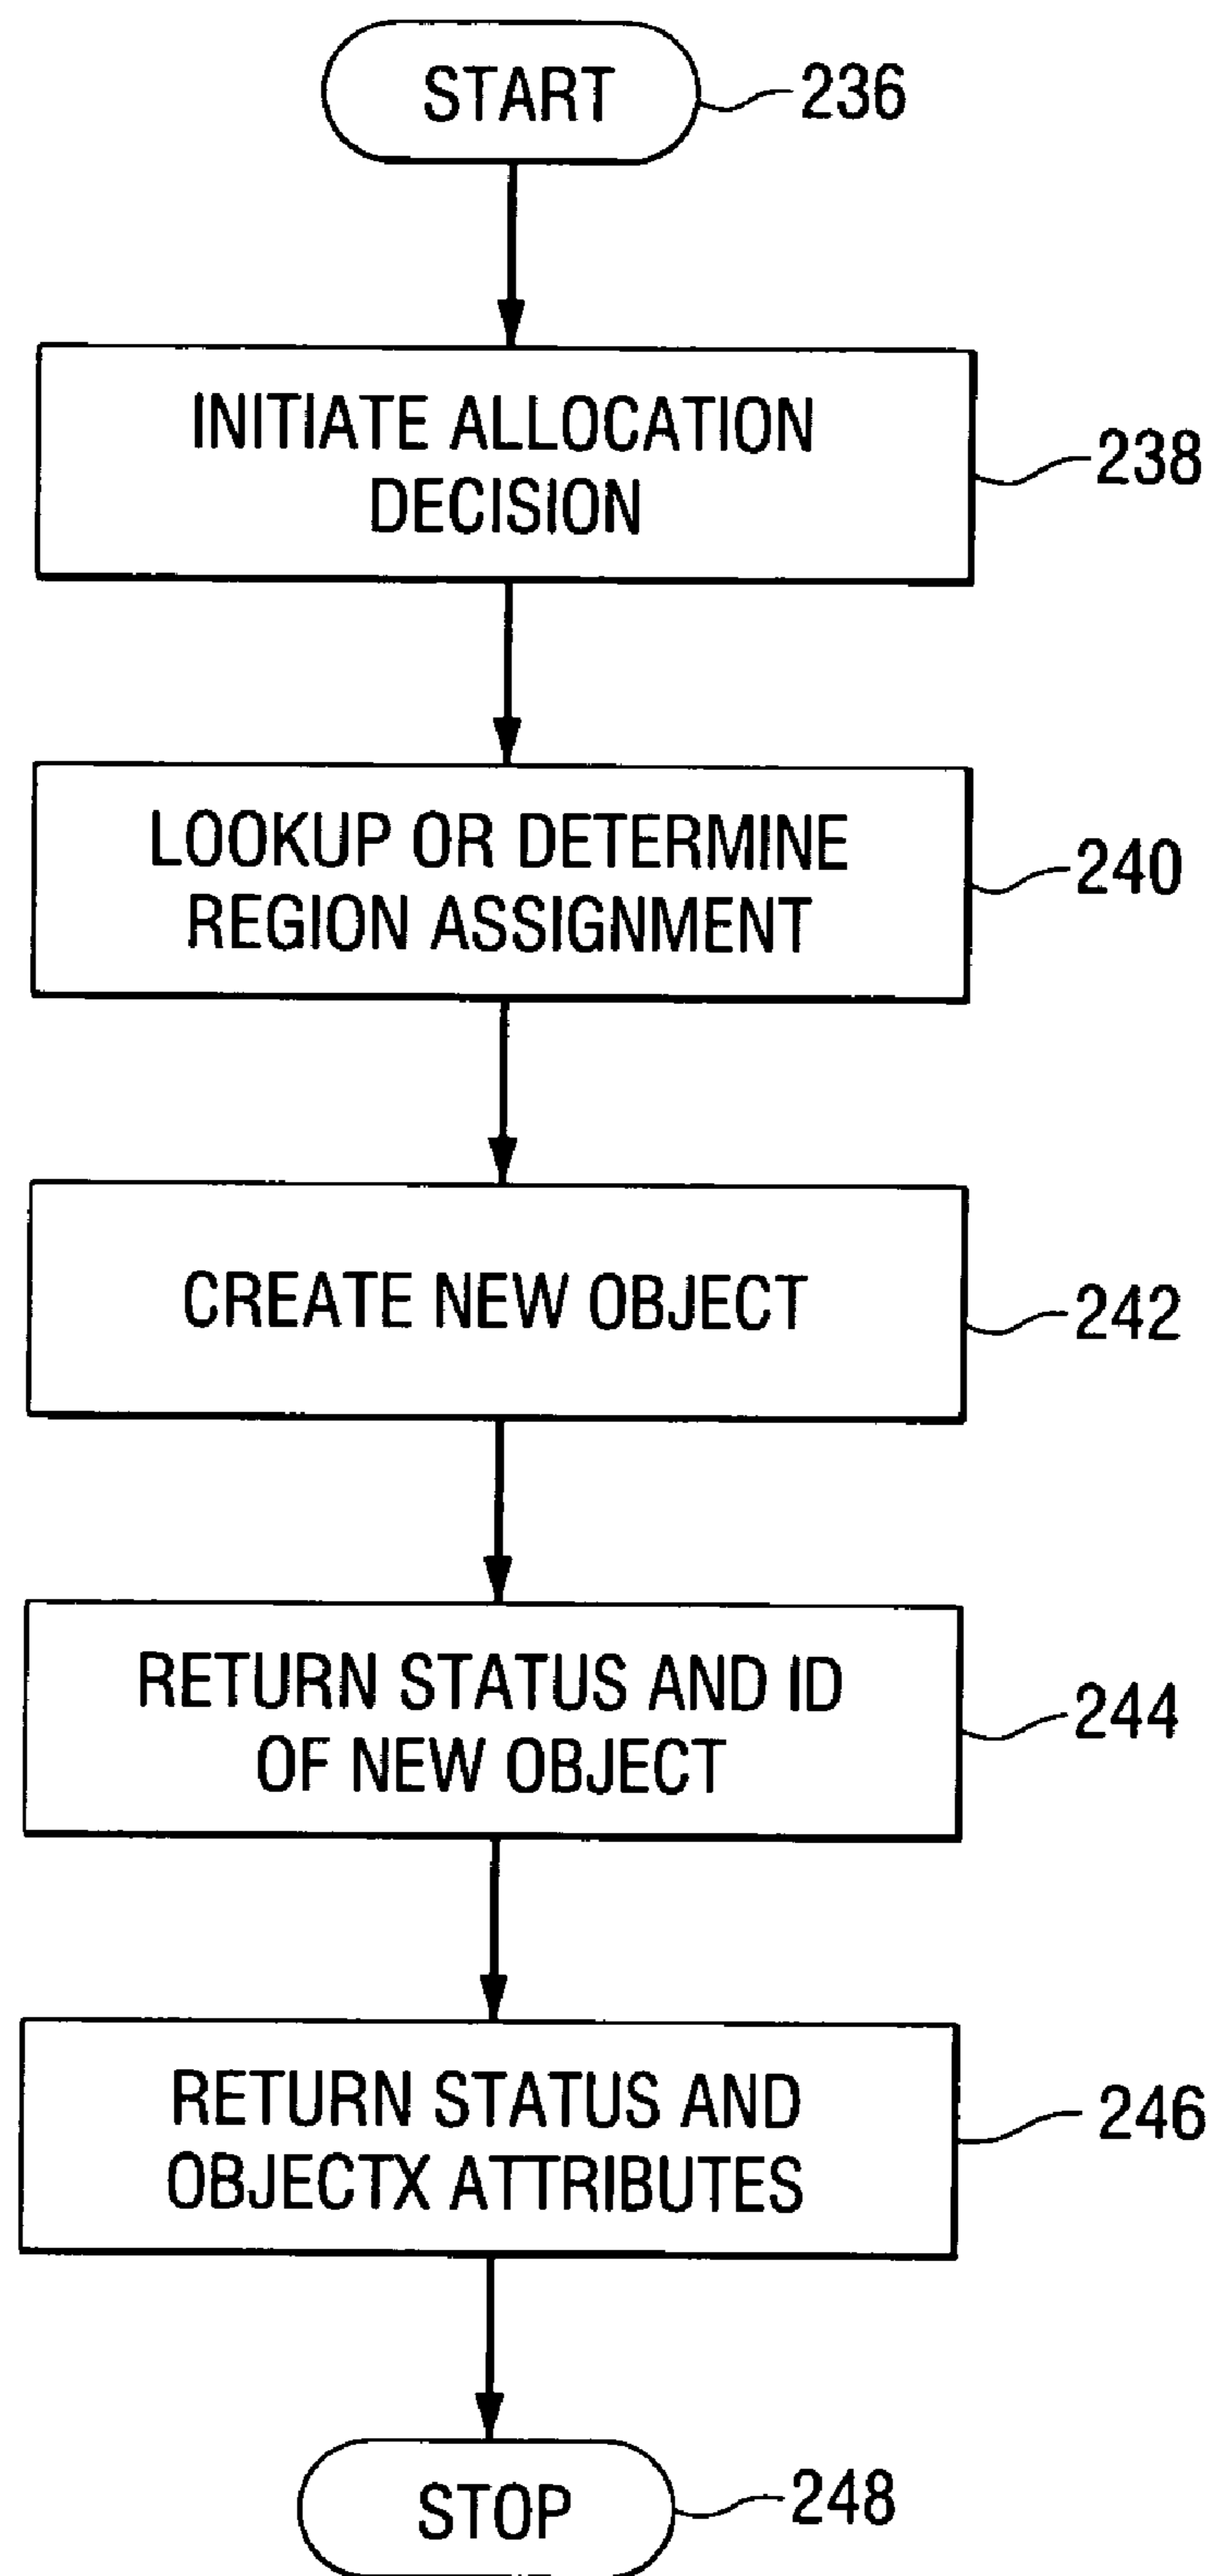 START
236
INITIATE ALLOCATION
DECISION
238
LOOKUP OR DETERMINE
REGION ASSIGNMENT
240
CREATE NEW OBJECT
242
RETURN STATUS AND ID
OF NEW OBJECT
244
RETURN STATUS AND
OBJECTX ATTRIBUTES
246
STOP
248